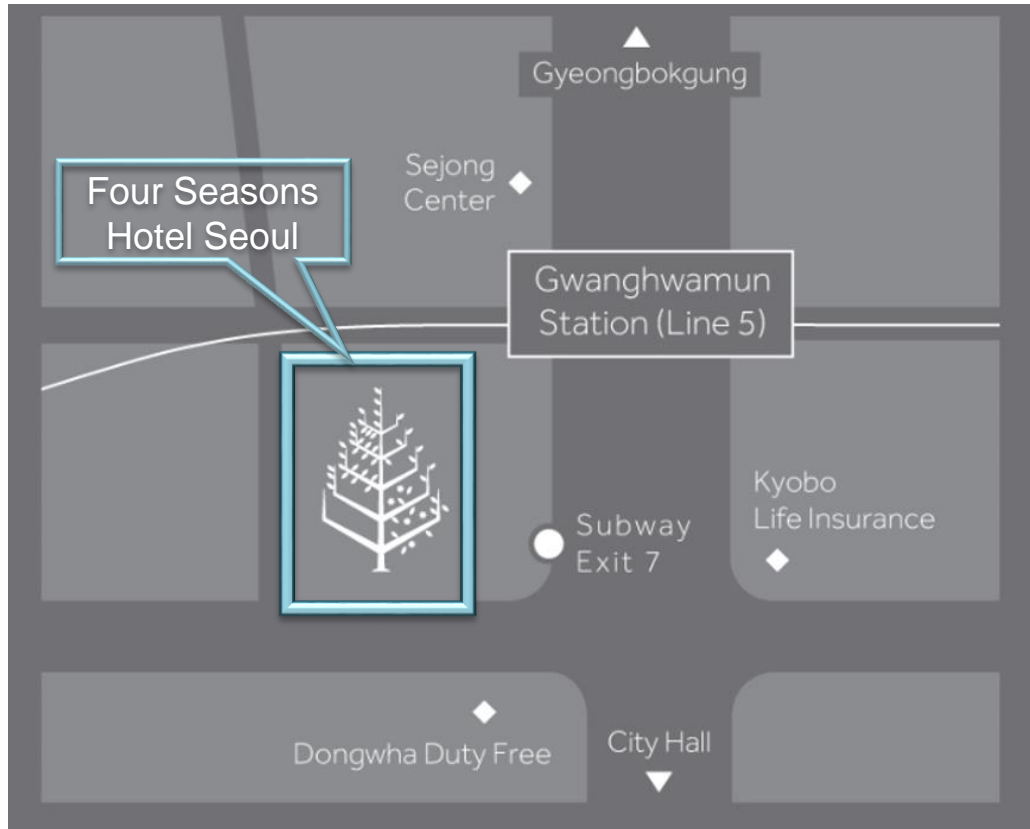 Gyeongbokgung
Sejong
Center
Four Seasons
Hotel Seoul
Gwanghwamun
Station (Line 5)
Kyobo
Life Insurance
Subway
Exit 7
Dongwha Duty Free
City Hall